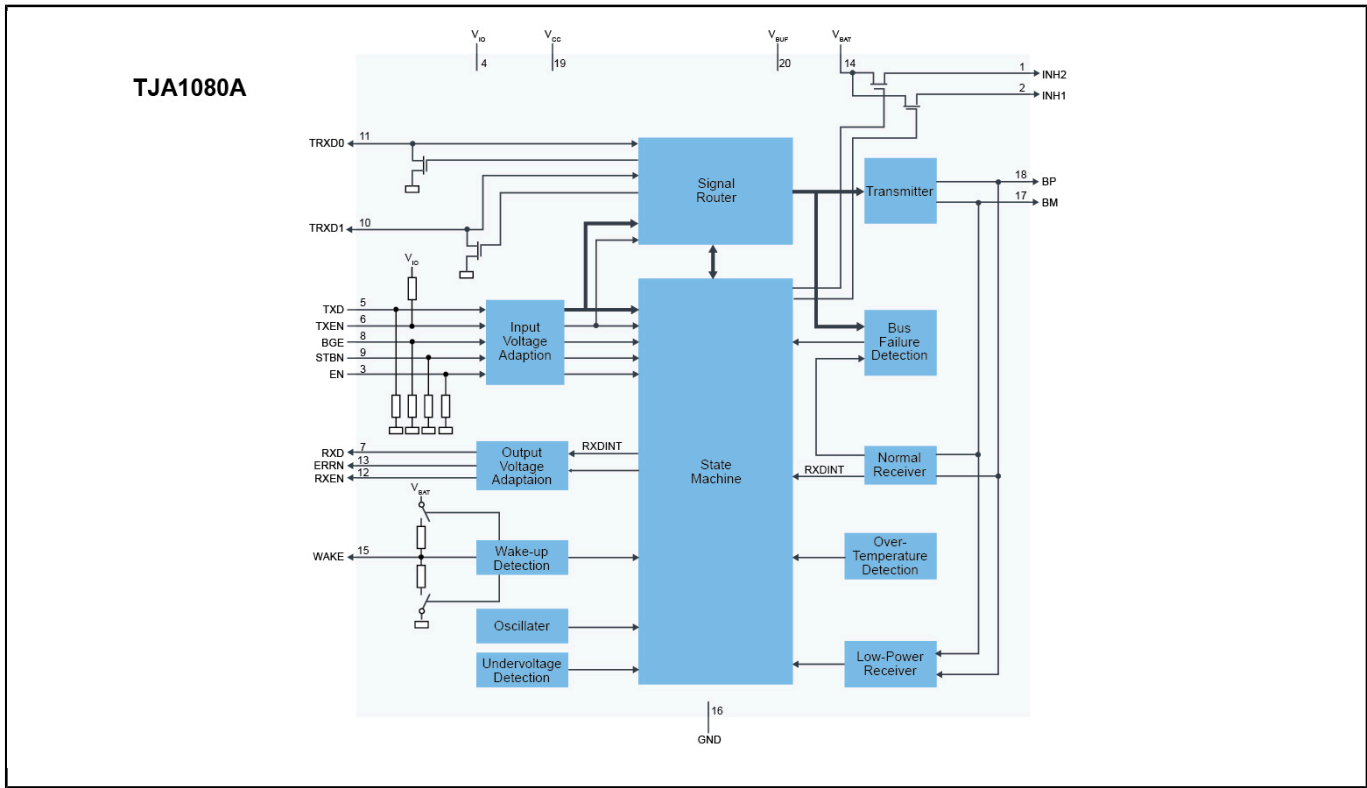 TJA1080A
VIO
4
VCC
19
VBUF
20
VBAT
14
1
INH2
2
INH1
TRXD0
11
Signal
Router
Transmitter
18
BP
17
BM
TRXD1
10
VIO
TXD
5
TXEN
6
BGE
8
STBN
9
EN
3
Input
Voltage
Adaption
Bus
Failure
Detection
RXD
7
ERRN
13
RXEN
12
Output
Voltage
Adaptaion
RXDINT
State
Machine
RXDINT
Normal
Receiver
VBAT
WAKE
15
Wake-up
Detection
Over-
Temperature
Detection
Oscillater
Undervoltage
Detection
Low-Power
Receiver
16
GND